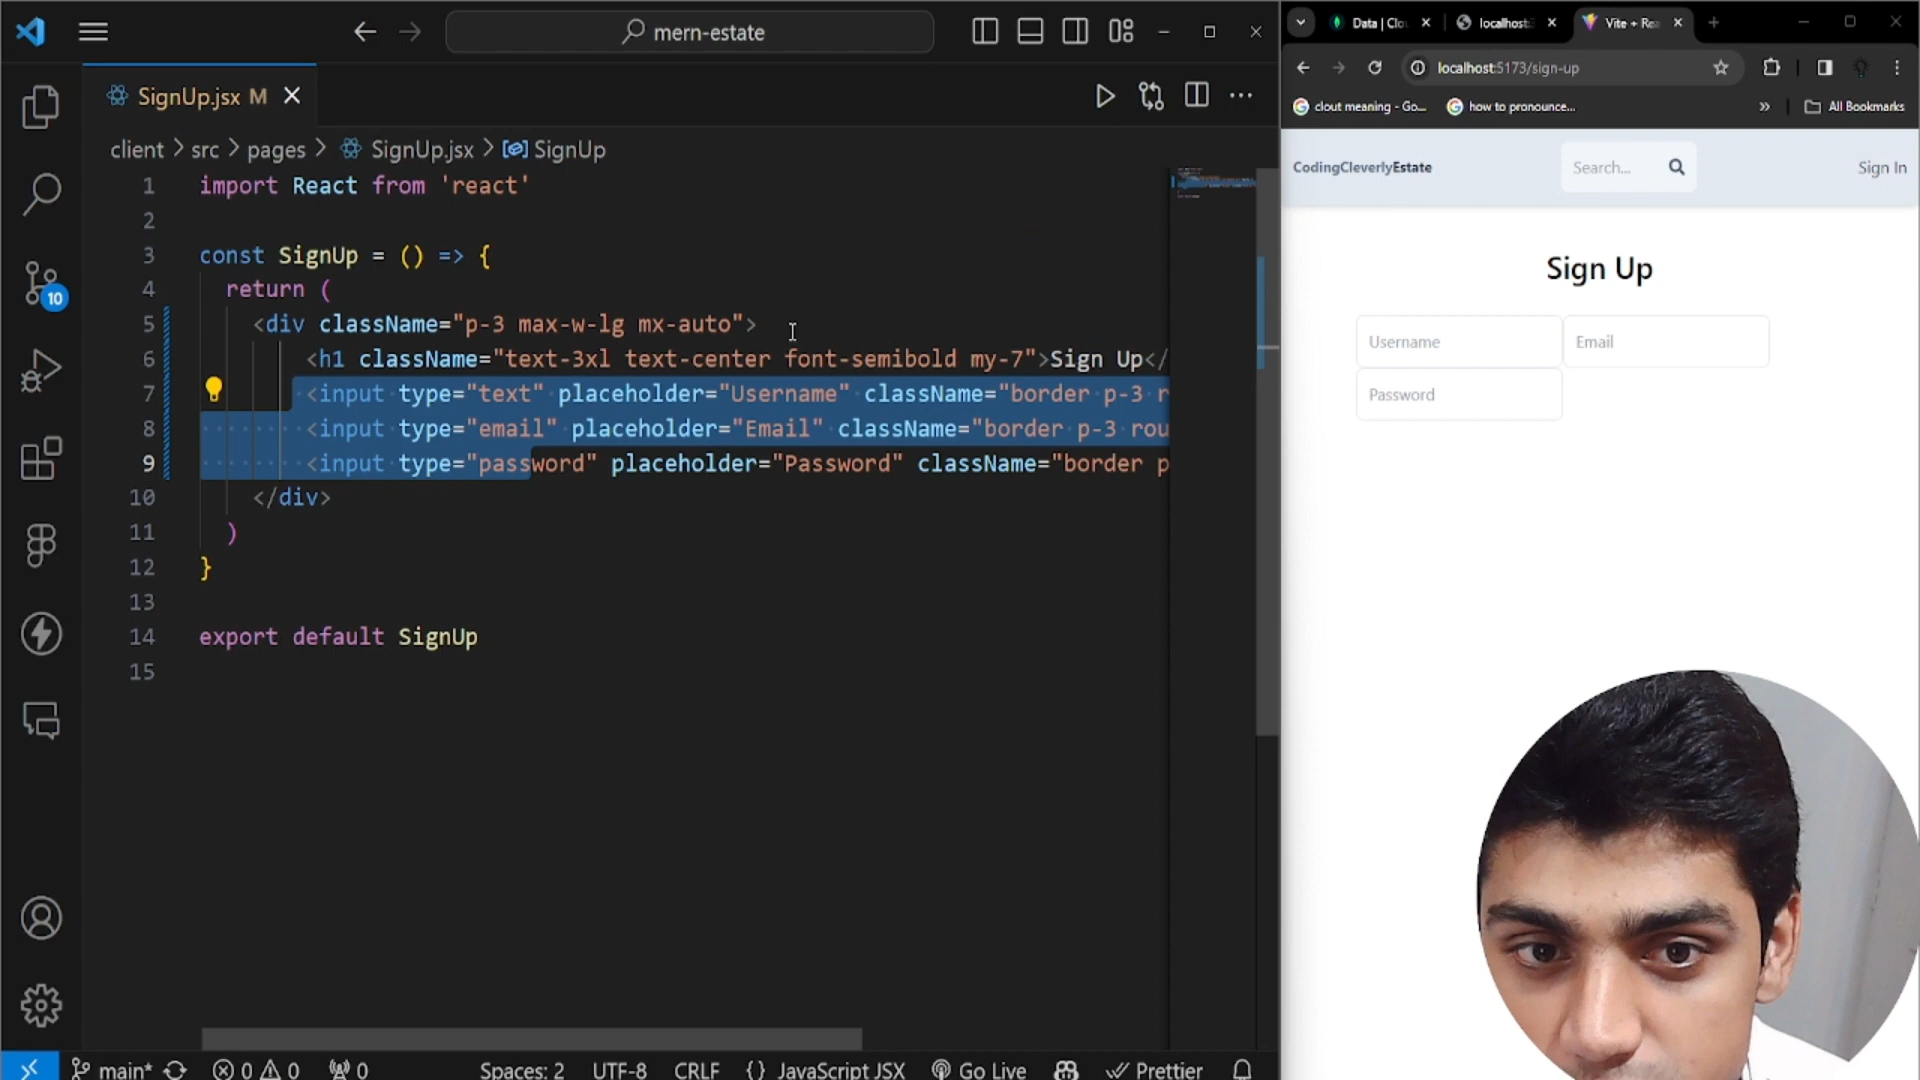 mern-estate
SignUp.jsx M
client > src > pages > SignUp.jsx > SignUp
1 import React from 'react'
2
3 const SignUp = () => {
4 return (
5 <div className="p-3 max-w-lg mx-auto">
6 <h1 className="text-3xl text-center font-semibold my-7">Sign Up</
7 <input type="text" placeholder="Username" className="border p-3 r
8 <input type="email" placeholder="Email" className="border p-3 rou
9 <input type="password" placeholder="Password" className="border p
10 </div>
11 )
12 }
13
14 export default SignUp
15
10
main* 0 0 0 Spaces: 2 UTF-8 CRLF {} JavaScript JSX Go Live Prettier
Data | Clo localhost: Vite + Re
localhost:5173/sign-up
clout meaning - Go... how to pronounce... » All Bookmarks
CodingCleverlyEstate Search... Sign In
Sign Up
Username Email
Password